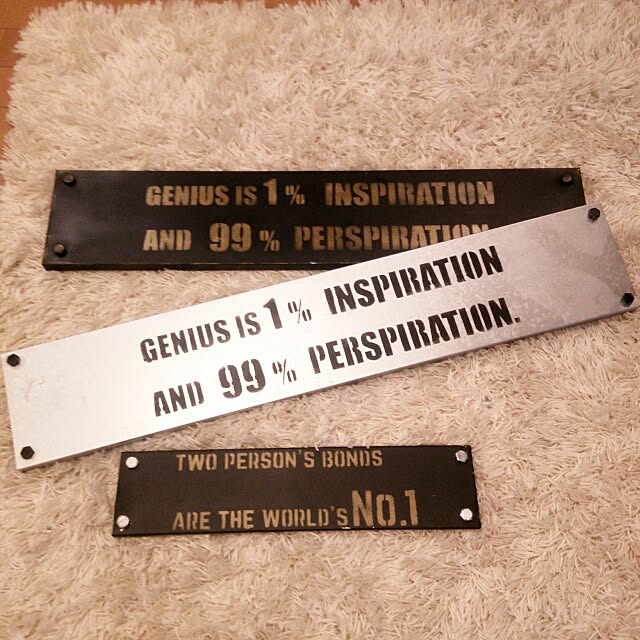 GENIUS IS 1% INSPIRATION
AND 99% PERSPIRATION
GENIUS IS 1% INSPIRATION
AND 99% PERSPIRATION.
TWO PERSON'S BONDS
ARE THE WORLD'S No.1